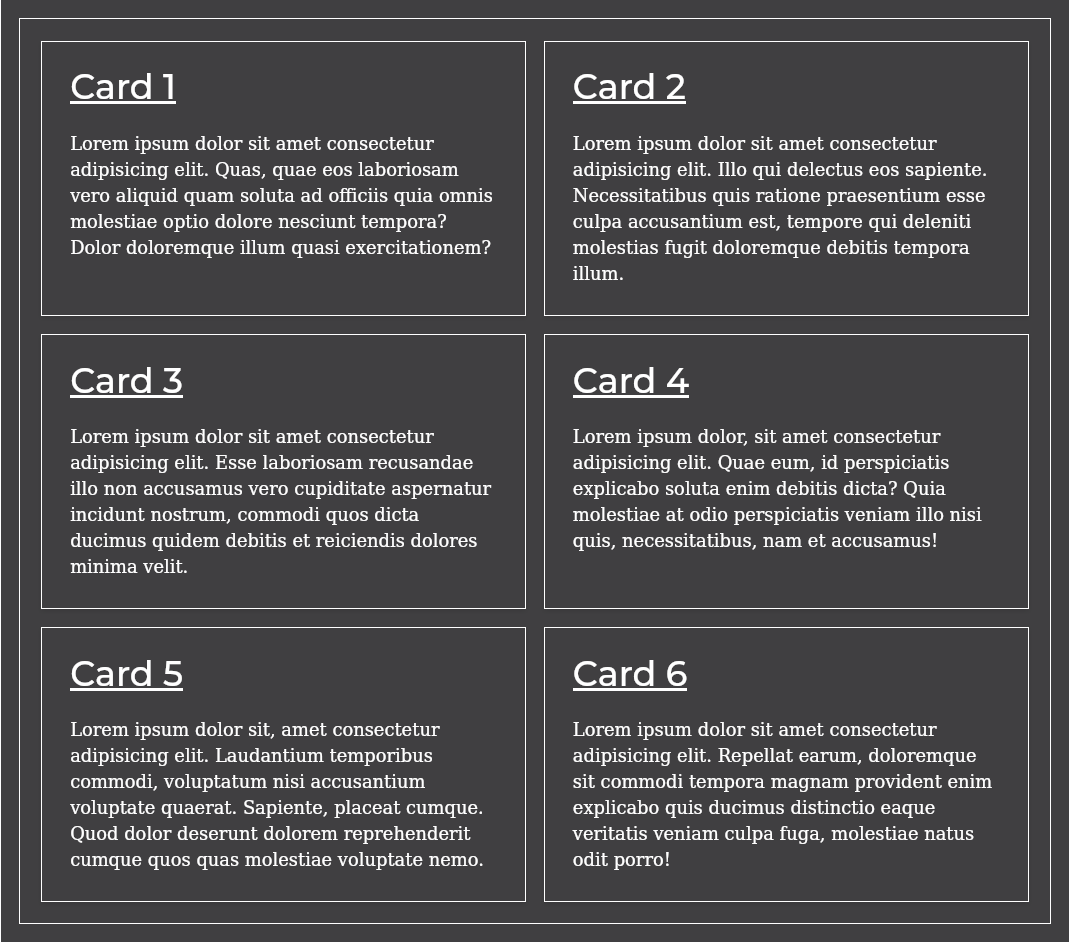 Card 1
Lorem ipsum dolor sit amet consectetur
adipisicing elit. Quas, quae eos laboriosam
vero aliquid quam soluta ad officiis quia omnis
molestiae optio dolore nesciunt tempora?
Dolor doloremque illum quasi exercitationem?
Card 2
Lorem ipsum dolor sit amet consectetur
adipisicing elit. Illo qui delectus eos sapiente.
Necessitatibus quis ratione praesentium esse
culpa accusantium est, tempore qui deleniti
molestias fugit doloremque debitis tempora
illum.
Card 3
Lorem ipsum dolor sit amet consectetur
adipisicing elit. Esse laboriosam recusandae
illo non accusamus vero cupiditate aspernatur
incidunt nostrum, commodi quos dicta
ducimus quidem debitis et reiciendis dolores
minima velit.
Card 4
Lorem ipsum dolor, sit amet consectetur
adipisicing elit. Quae eum, id perspiciatis
explicabo soluta enim debitis dicta? Quia
molestiae at odio perspiciatis veniam illo nisi
quis, necessitatibus, nam et accusamus!
Card 5
Lorem ipsum dolor sit, amet consectetur
adipisicing elit. Laudantium temporibus
commodi, voluptatum nisi accusantium
voluptate quaerat. Sapiente, placeat cumque.
Quod dolor deserunt dolorem reprehenderit
cumque quos quas molestiae voluptate nemo.
Card 6
Lorem ipsum dolor sit amet consectetur
adipisicing elit. Repellat earum, doloremque
sit commodi tempora magnam provident enim
explicabo quis ducimus distinctio eaque
veritatis veniam culpa fuga, molestiae natus
odit porro!